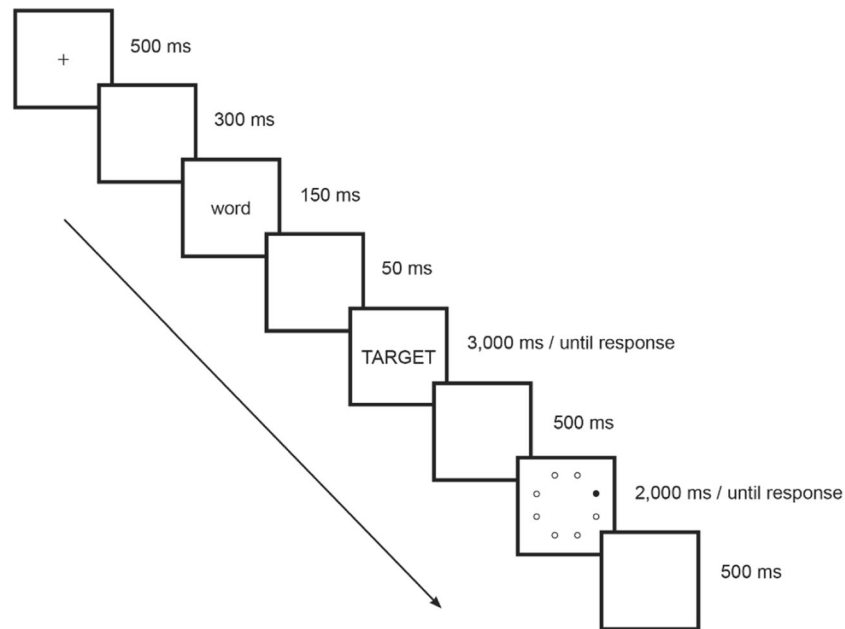 +
500 ms
300 ms
word
150 ms
50 ms
TARGET
3,000 ms / until response
500 ms
2,000 ms / until response
500 ms